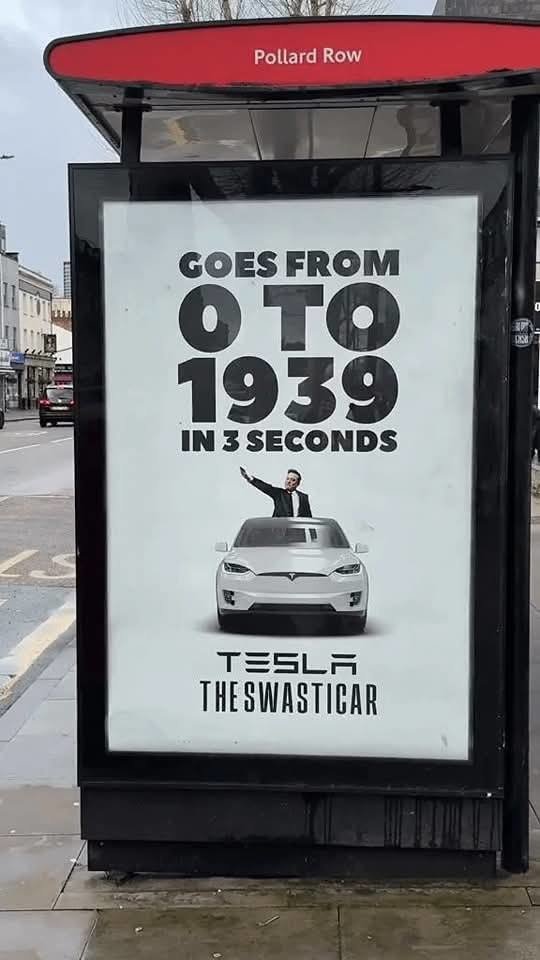 Pollard Row
GOES FROM
0 TO
1939
IN 3 SECONDS
TESLA
THE SWASTICAR